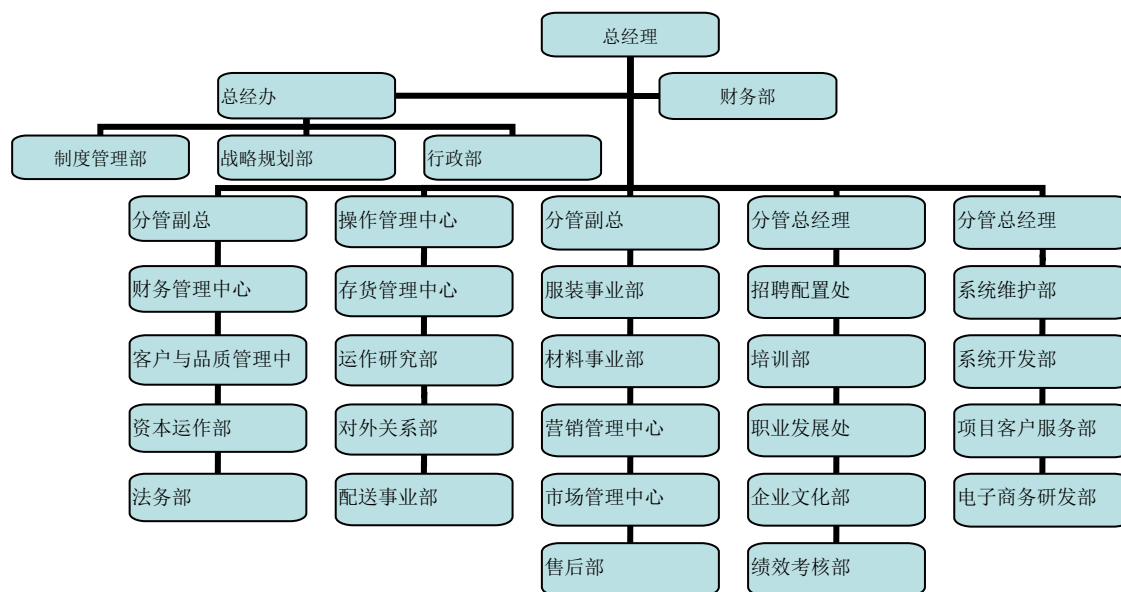 总经理
总经办
财务部
制度管理部
战略规划部
行政部
分管副总
操作管理中心
分管副总
分管总经理
分管总经理
财务管理中心
存货管理中心
服装事业部
招聘配置处
系统维护部
客户与品质管理中
运作研究部
材料事业部
培训部
系统开发部
资本运作部
对外关系部
营销管理中心
职业发展处
项目客户服务部
法务部
配送事业部
市场管理中心
企业文化部
电子商务研发部
售后部
绩效考核部